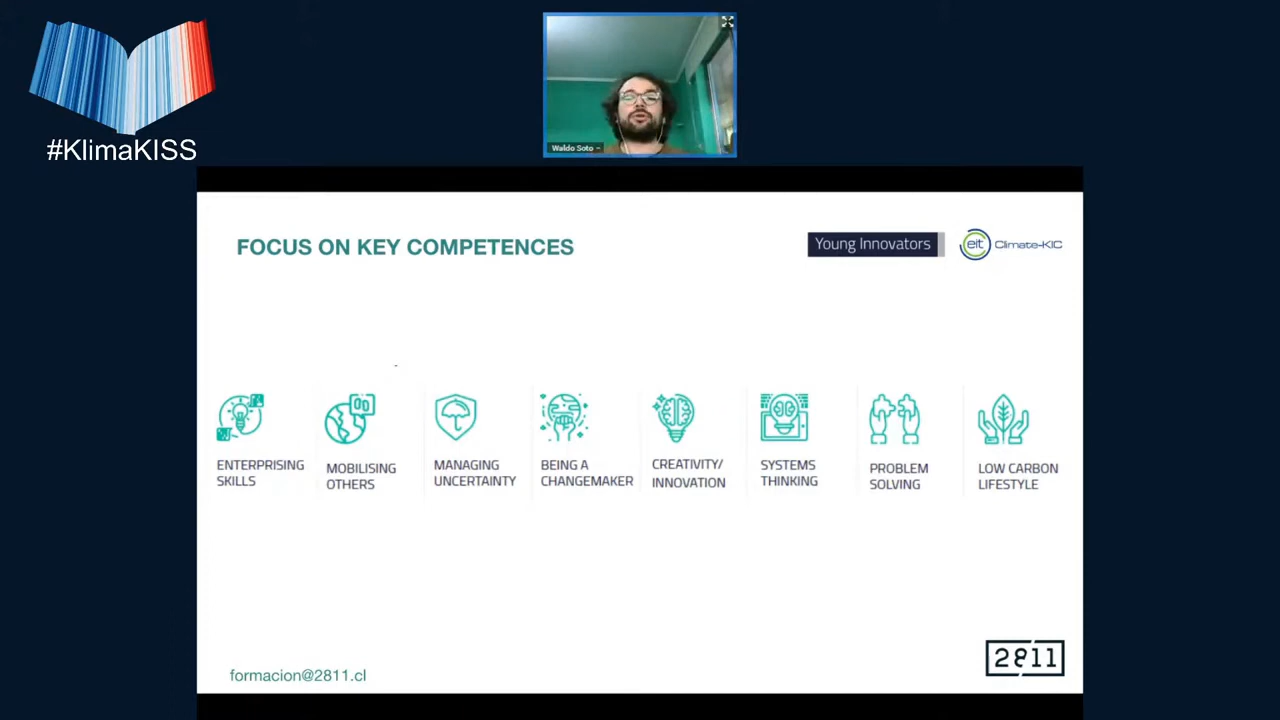 #KlimaKISS
Waldo Soto
FOCUS ON KEY COMPETENCES
Young Innovators
eit Climate-KIC
ENTERPRISING
SKILLS
MOBILISING
OTHERS
MANAGING
UNCERTAINTY
BEING A
CHANGEMAKER
CREATIVITY/
INNOVATION
SYSTEMS
THINKING
PROBLEM
SOLVING
LOW CARBON
LIFESTYLE
formacion@2811.cl
2811